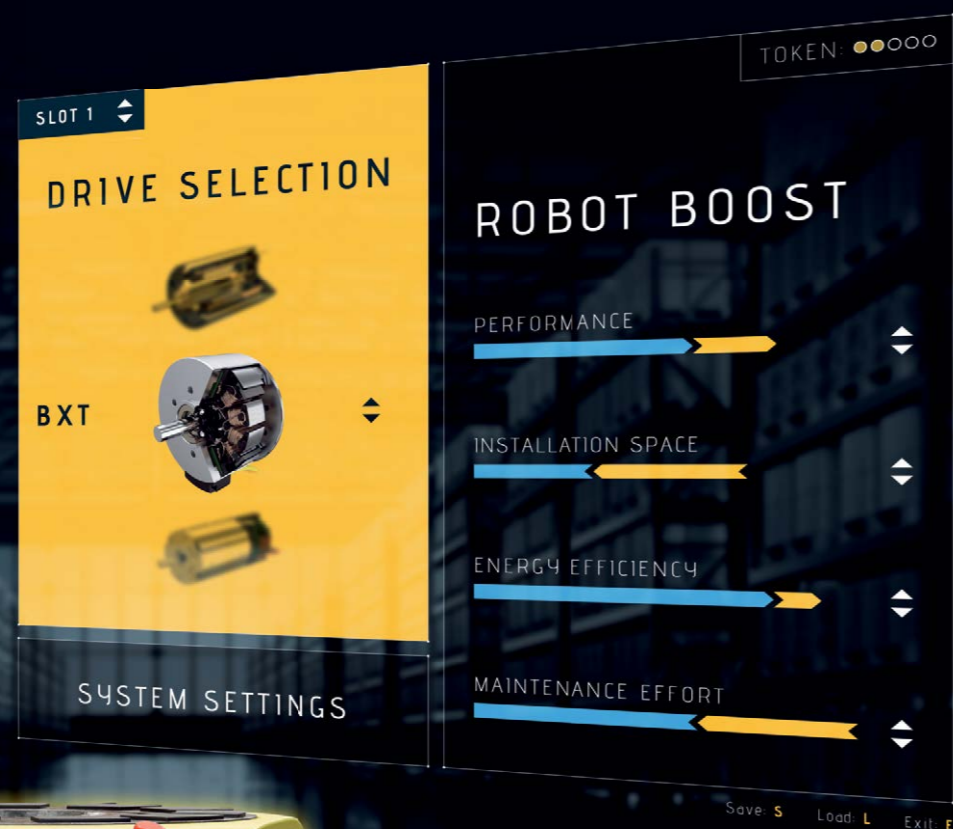 TOKEN:
SLOT 1
DRIVE SELECTION
BXT
SYSTEM SETTINGS
ROBOT BOOST
PERFORMANCE
INSTALLATION SPACE
ENERGY EFFICIENCY
MAINTENANCE EFFORT
Save: S Load: L Exit: